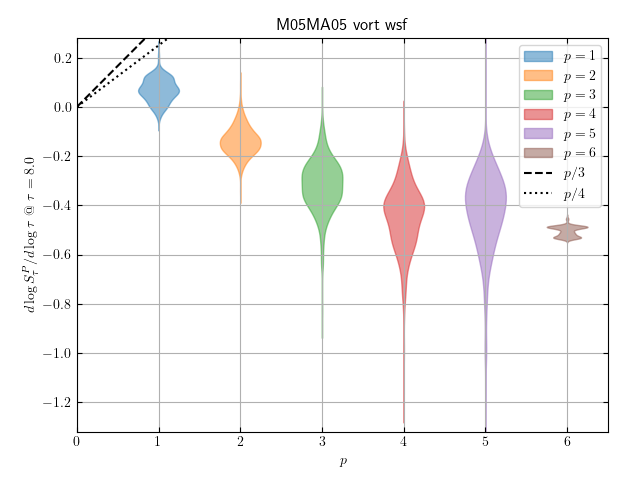 M05MA05 vort wsf
d log S_τ^P / d log τ @ τ = 8.0
0.2
0.0
−0.2
−0.4
−0.6
−0.8
−1.0
−1.2
0 1 2 3 4 5 6
p
p = 1
p = 2
p = 3
p = 4
p = 5
p = 6
p/3
p/4